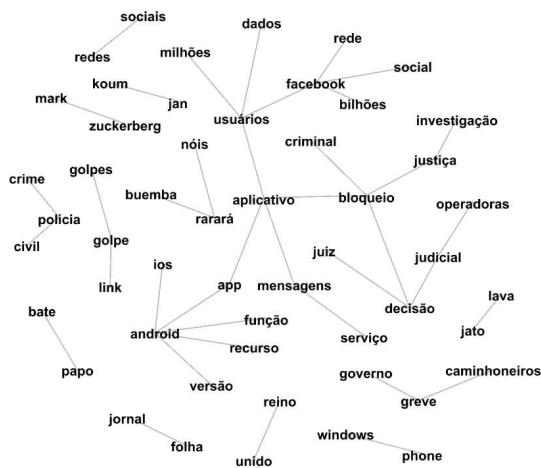 sociais
dados
rede
milhões
redes
social
facebook
koum
mark
jan
bilhões
usuários
investigação
zuckerberg
nóis
criminal
justiça
golpes
crime
buemba
aplicativo
bloqueio
operadoras
polícia
rarará
civil
golpe
juiz
judicial
ios
link
app
mensagens
lava
decisão
bate
função
android
jato
serviço
recurso
papo
governo
caminhoneiros
versão
reino
greve
jornal
windows
folha
phone
unido